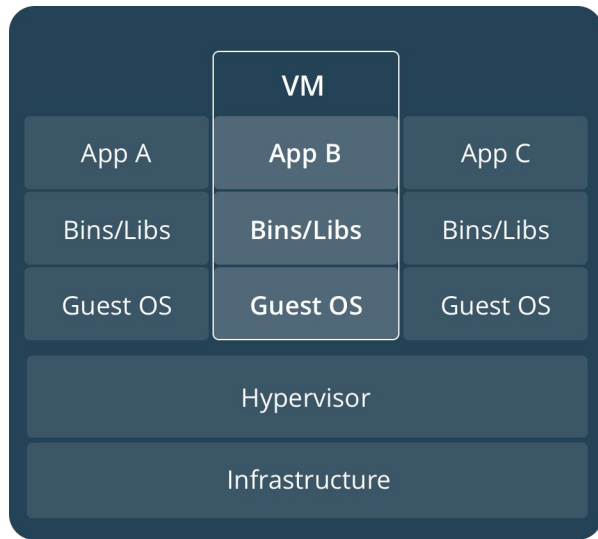 VM
App A App B App C
Bins/Libs Bins/Libs Bins/Libs
Guest OS Guest OS Guest OS
Hypervisor
Infrastructure